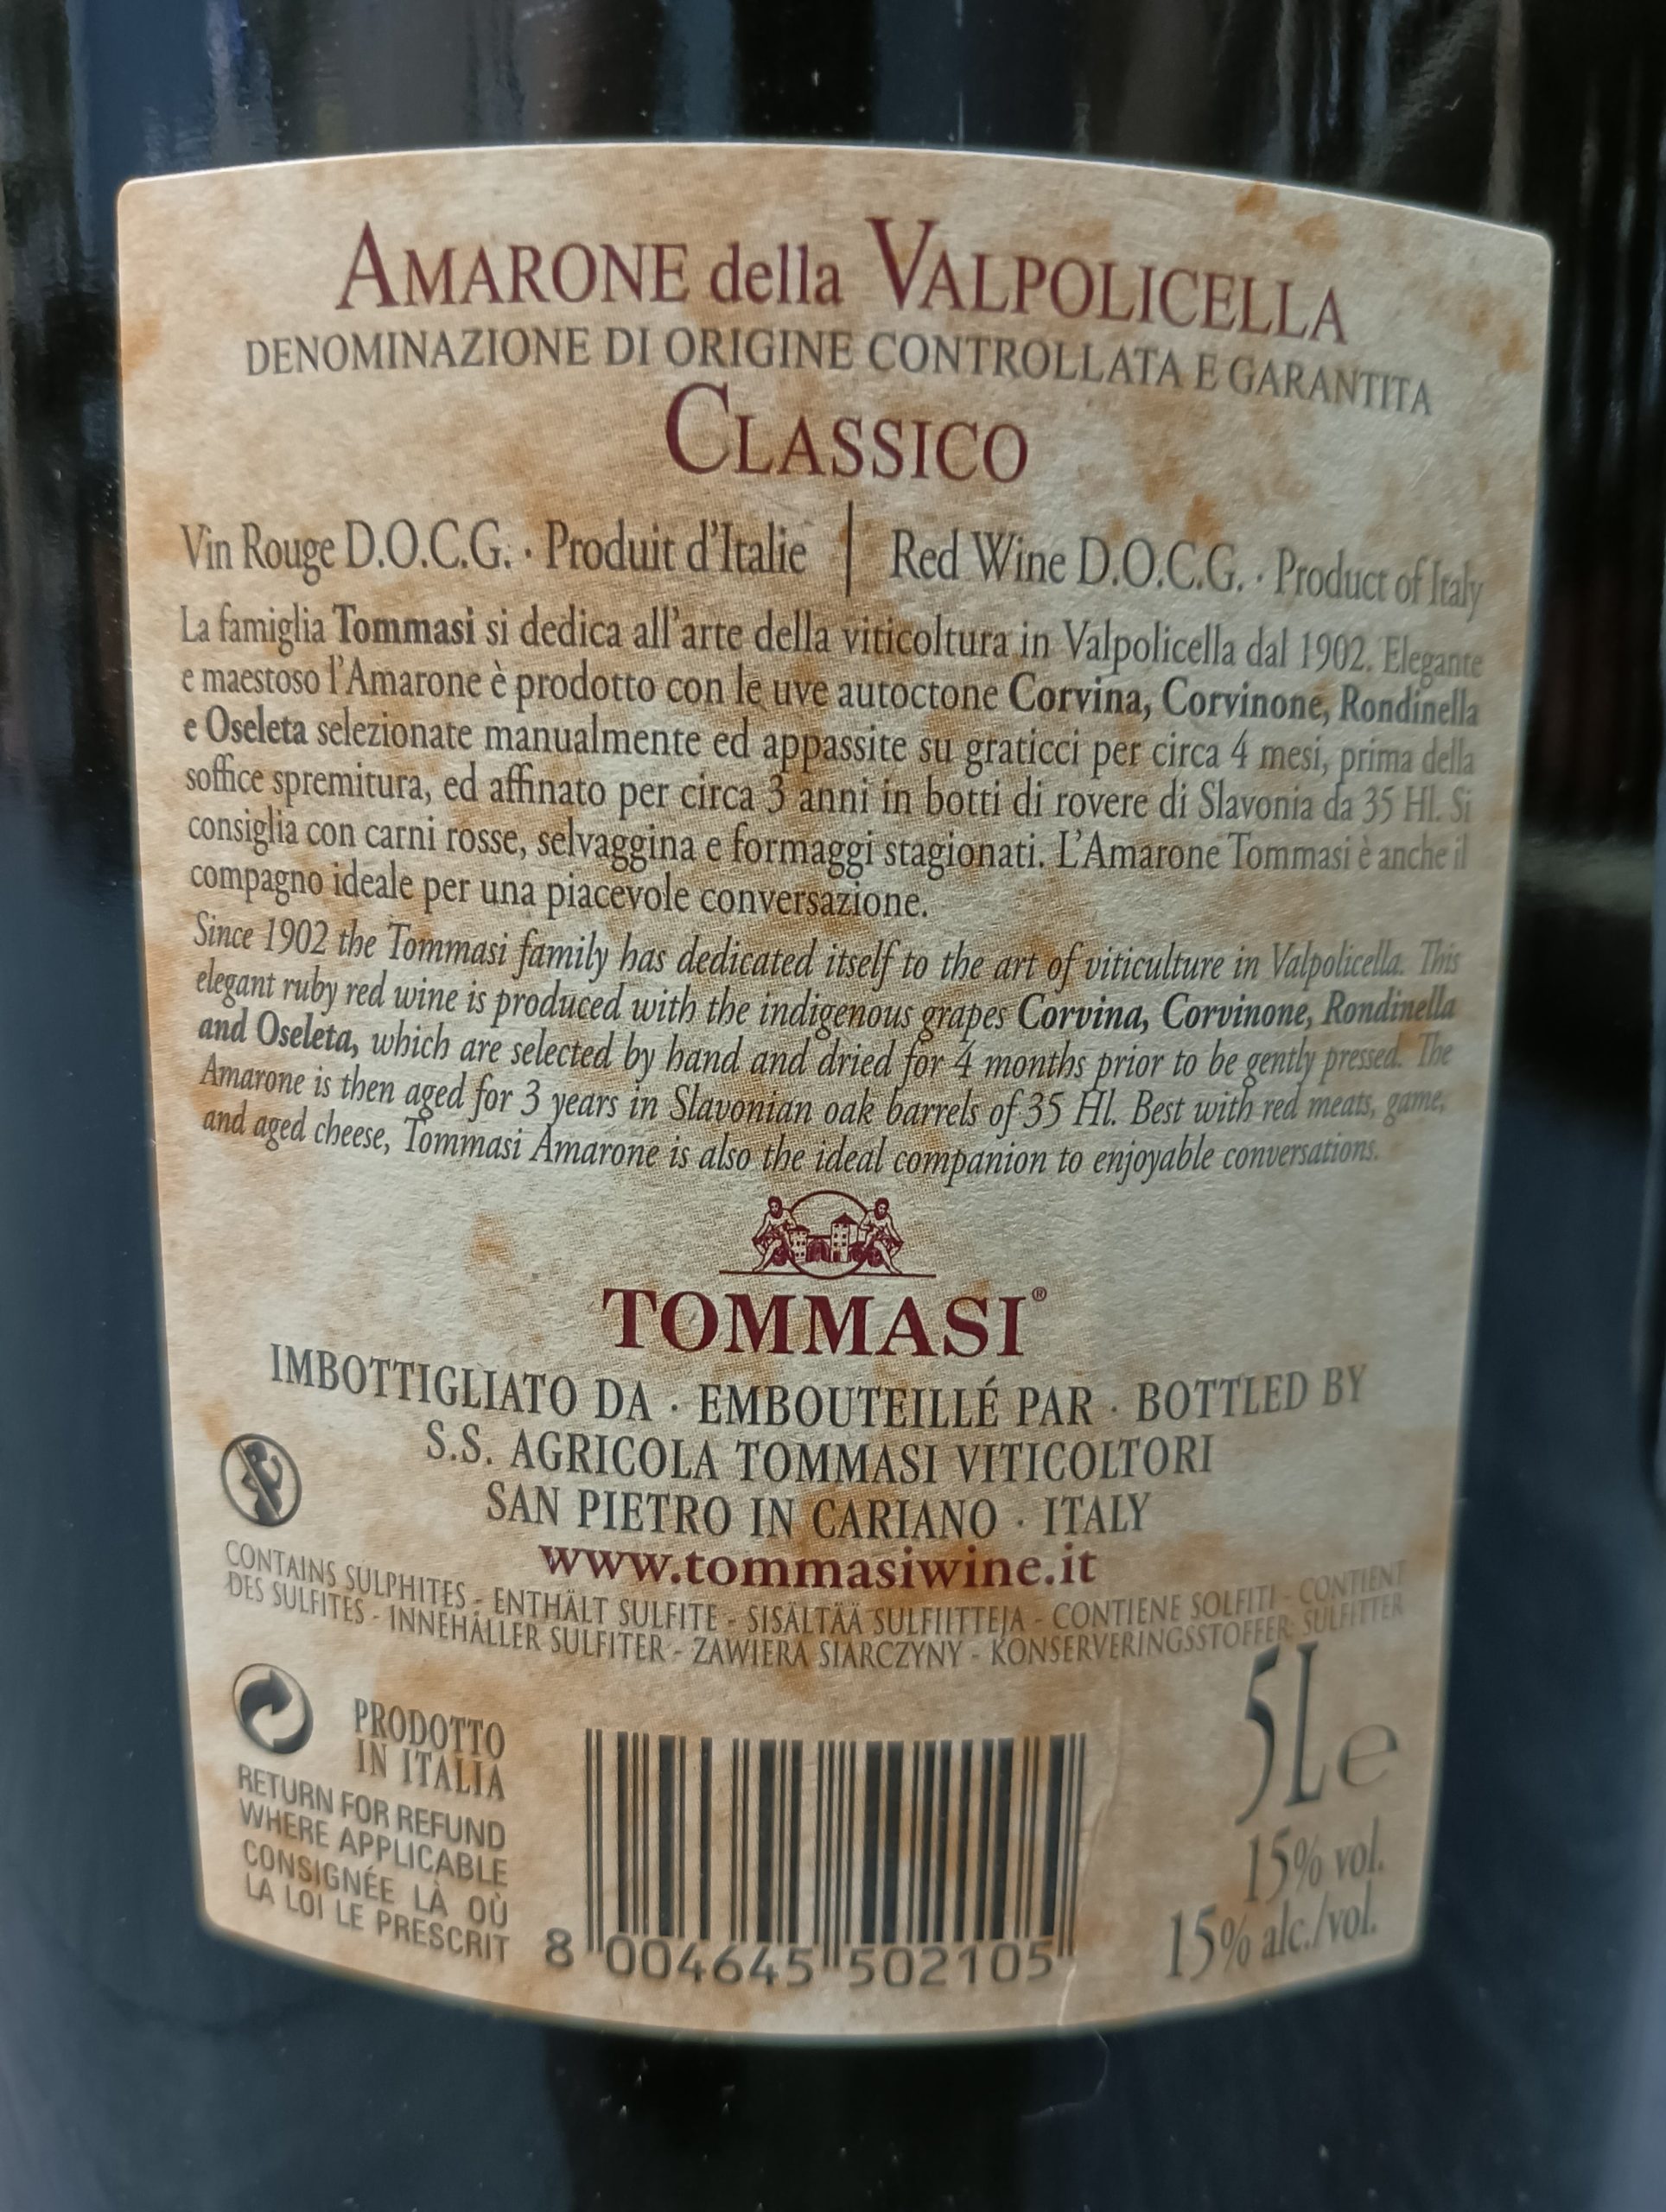 AMARONE della VALPOLICELLA
DENOMINAZIONE DI ORIGINE CONTROLLATA E GARANTITA
CLASSICO
Vin Rouge D.O.C.G. · Produit d'Italie | Red Wine D.O.C.G. · Product of Italy
La famiglia Tommasi si dedica all'arte della viticoltura in Valpolicella dal 1902. Elegante
e maestoso l'Amarone è prodotto con le uve autoctone Corvina, Corvinone, Rondinella
e Oseleta selezionate manualmente ed appassite su graticci per circa 4 mesi, prima della
soffice spremitura, ed affinato per circa 3 anni in botti di rovere di Slavonia da 35 Hl. Si
consiglia con carni rosse, selvaggina e formaggi stagionati. L'Amarone Tommasi è anche il
compagno ideale per una piacevole conversazione.
Since 1902 the Tommasi family has dedicated itself to the art of viticulture in Valpolicella. This
elegant ruby red wine is produced with the indigenous grapes Corvina, Corvinone, Rondinella
and Oseleta, which are selected by hand and dried for 4 months prior to be gently pressed. The
Amarone is then aged for 3 years in Slavonian oak barrels of 35 Hl. Best with red meats, game,
and aged cheese, Tommasi Amarone is also the ideal companion to enjoyable conversations.
TOMMASI®
IMBOTTIGLIATO DA · EMBOUTEILLÉ PAR · BOTTLED BY
S.S. AGRICOLA TOMMASI VITICOLTORI
SAN PIETRO IN CARIANO · ITALY
www.tommasiwine.it
CONTAINS SULPHITES - ENTHÄLT SULFITE - SISÄLTÄÄ SULFIITTEJA - CONTIENE SOLFITI - CONTIENT
DES SULFITES - INNEHÅLLER SULFITER - ZAWIERA SIARCZYNY - KONSERVERINGSSTOFFER: SULFITTER
PRODOTTO
IN ITALIA
RETURN FOR REFUND
WHERE APPLICABLE
CONSIGNÉE LÀ OÙ
LA LOI LE PRESCRIT
8 004645 502105
5L e
15% vol.
15% alc./vol.